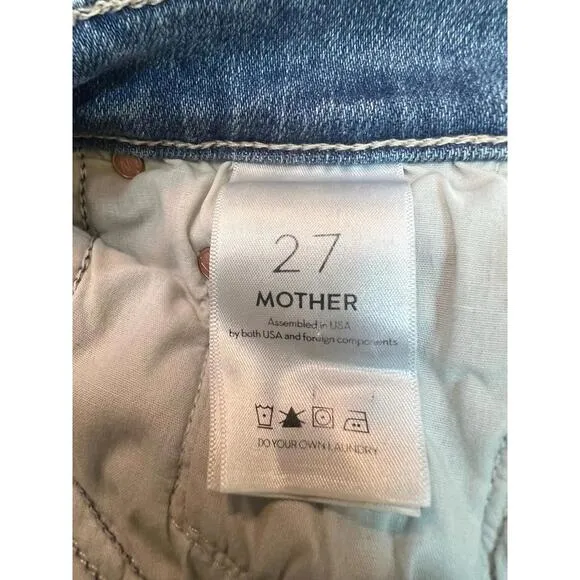 27
MOTHER
Assembled in USA
by both USA and foreign components
DO YOUR OWN LAUNDRY